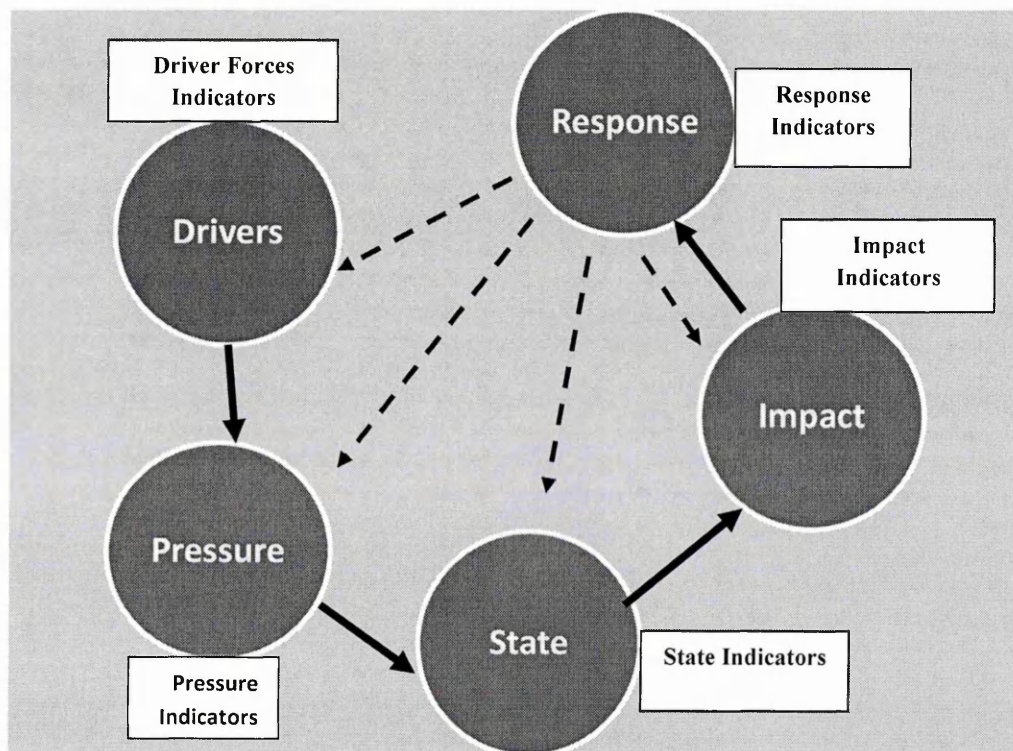 Driver Forces
Indicators
Drivers
Response
Response
Indicators
Impact
Indicators
Impact
Pressure
Pressure
Indicators
State
State Indicators